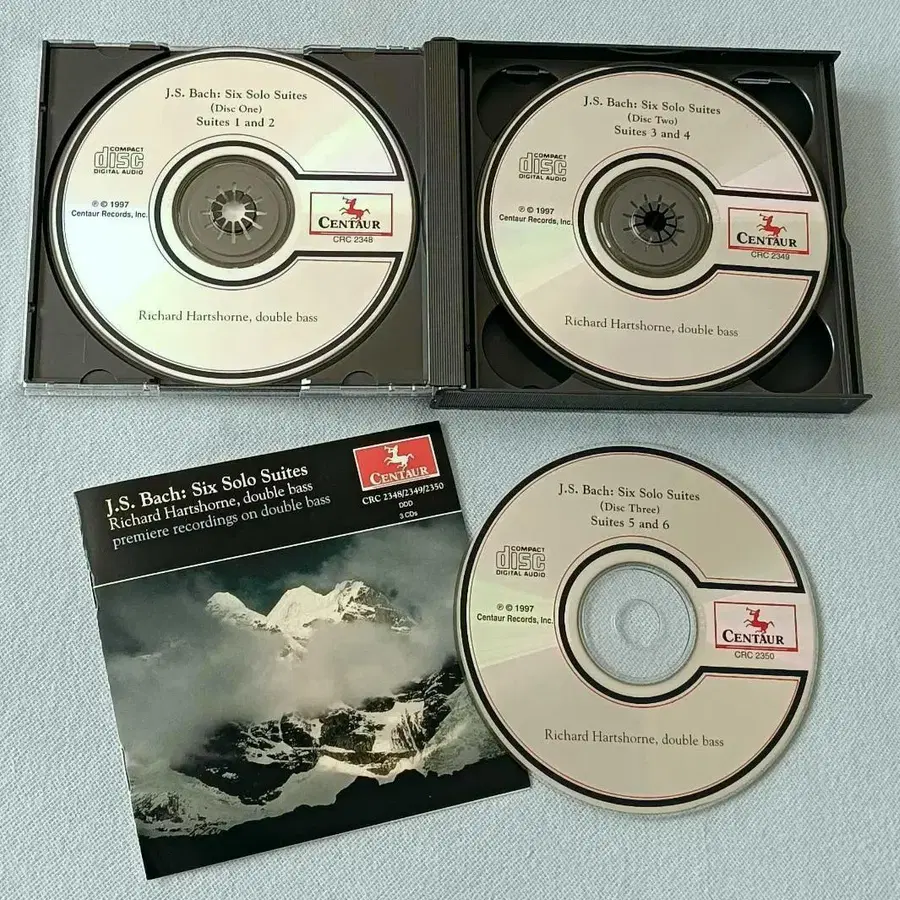 J.S. Bach: Six Solo Suites
(Disc One)
Suites 1 and 2
COMPACT
disc
DIGITAL AUDIO
℗ © 1997
Centaur Records, Inc.
CENTAUR
CRC 2348
Richard Hartshorne, double bass
J.S. Bach: Six Solo Suites
(Disc Two)
Suites 3 and 4
COMPACT
disc
DIGITAL AUDIO
℗ © 1997
Centaur Records, Inc.
CENTAUR
CRC 2349
Richard Hartshorne, double bass
J.S. Bach: Six Solo Suites
Richard Hartshorne, double bass
premiere recordings on double bass
CENTAUR
CRC 2348/2349/2350
DDD
3 CDs
J.S. Bach: Six Solo Suites
(Disc Three)
Suites 5 and 6
COMPACT
disc
DIGITAL AUDIO
℗ © 1997
Centaur Records, Inc.
CENTAUR
CRC 2350
Richard Hartshorne, double bass